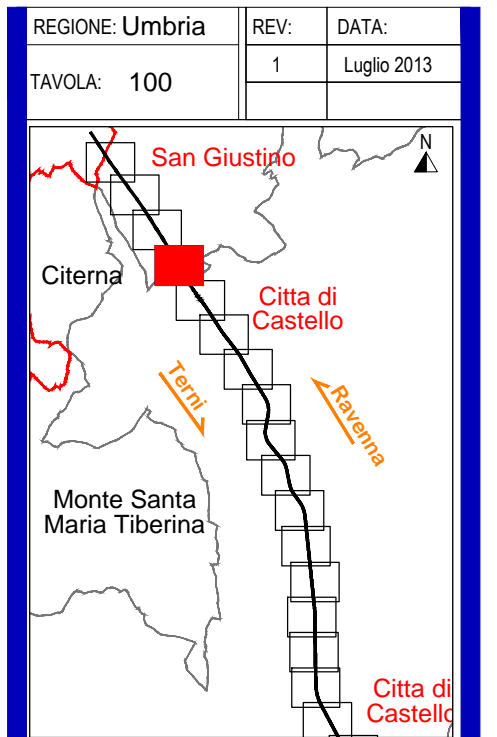 REGIONE: Umbria
REV:
DATA:
TAVOLA: 100
1
Luglio 2013
N
San Giustino
Citerna
Citta di
Castello
Terni
Ravenna
Monte Santa
Maria Tiberina
Citta di
Castello